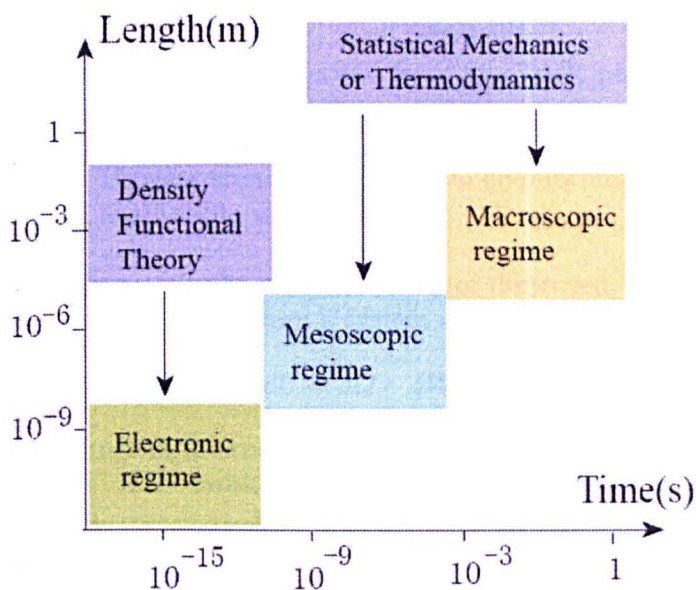 Length(m)
Statistical Mechanics
or Thermodynamics
1
Density
Functional
Theory
Macroscopic
regime
10⁻³
10⁻⁶
Mesoscopic
regime
10⁻⁹
Electronic
regime
Time(s)
10⁻¹⁵
10⁻⁹
10⁻³
1